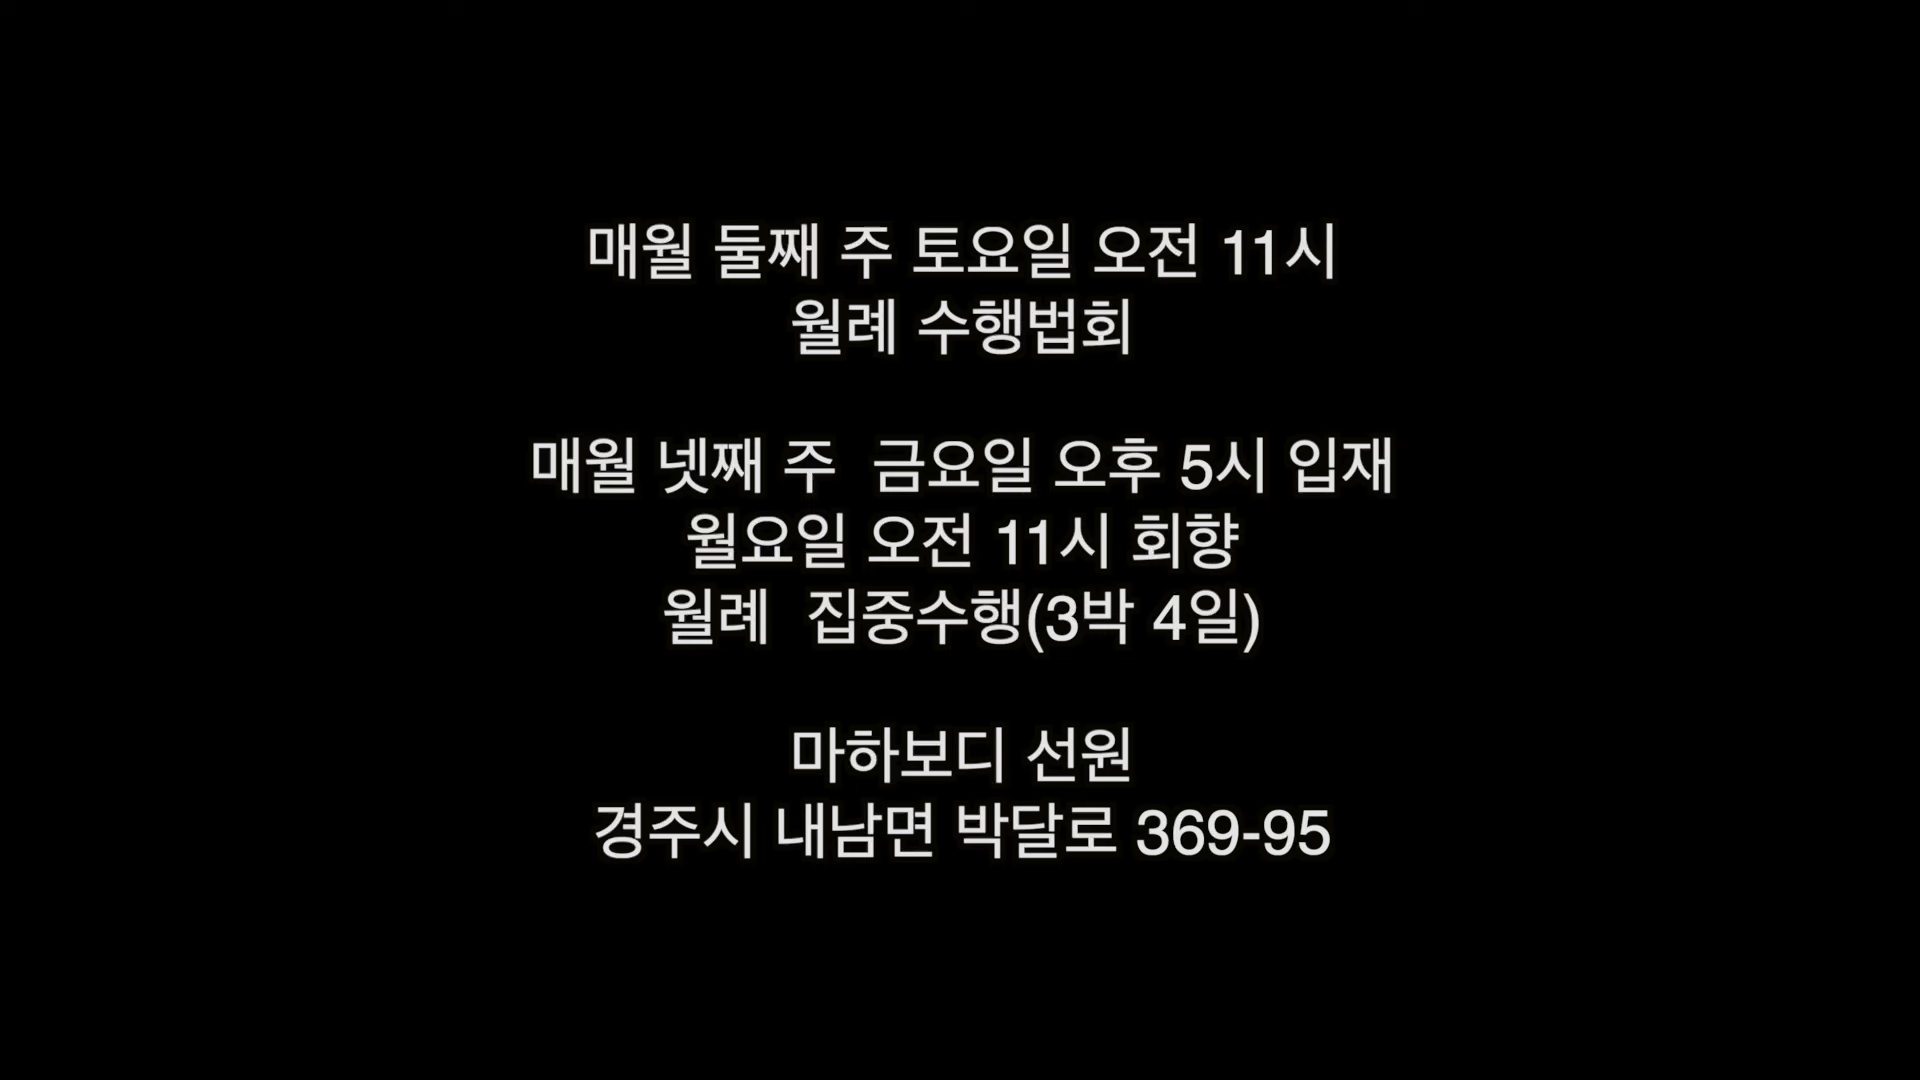 매월 둘째 주 토요일 오전 11시
월례 수행법회
매월 넷째 주  금요일 오후 5시 입재
월요일 오전 11시 회향
월례  집중수행(3박 4일)
마하보디 선원
경주시 내남면 박달로 369-95